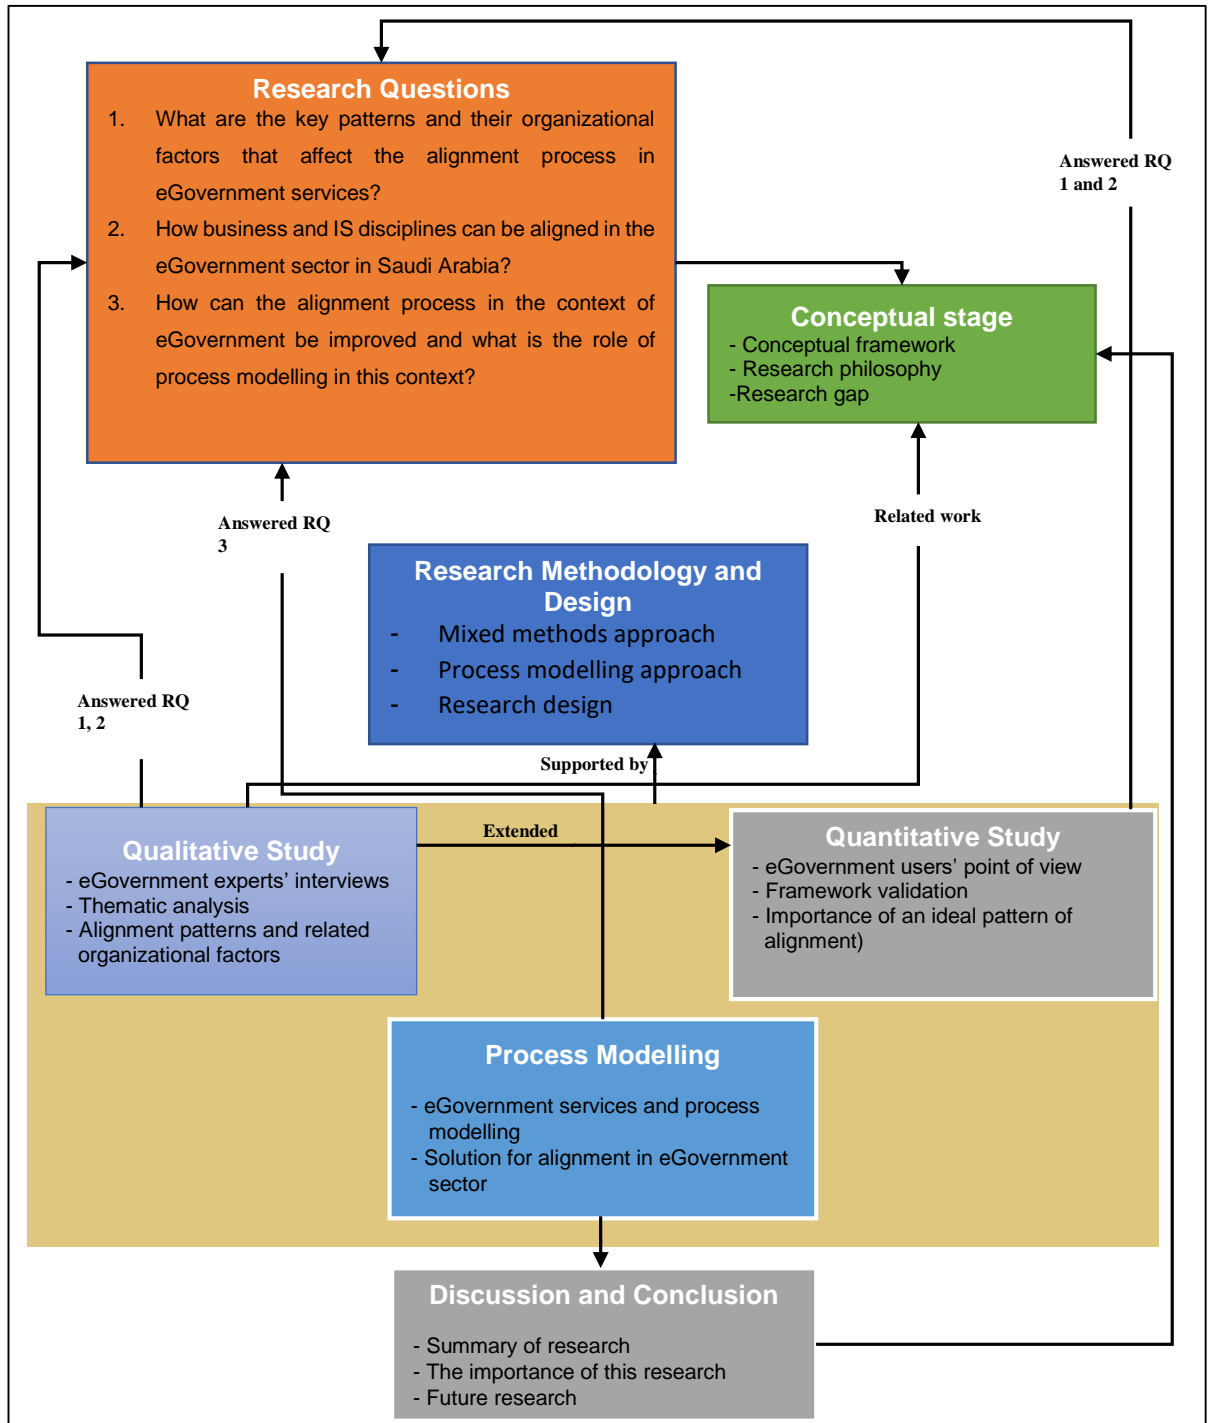 Research Questions
1. What are the key patterns and their organizational
factors that affect the alignment process in
eGovernment services?
2. How business and IS disciplines can be aligned in the
eGovernment sector in Saudi Arabia?
3. How can the alignment process in the context of
eGovernment be improved and what is the role of
process modelling in this context?
Answered RQ
1 and 2
Conceptual stage
- Conceptual framework
- Research philosophy
-Research gap
Answered RQ
3
Related work
Research Methodology and
Design
- Mixed methods approach
- Process modelling approach
- Research design
Answered RQ
1, 2
Supported by
Qualitative Study
- eGovernment experts’ interviews
- Thematic analysis
- Alignment patterns and related
organizational factors
Extended
Quantitative Study
- eGovernment users’ point of view
- Framework validation
- Importance of an ideal pattern of
alignment)
Process Modelling
- eGovernment services and process
modelling
- Solution for alignment in eGovernment
sector
Discussion and Conclusion
- Summary of research
- The importance of this research
- Future research